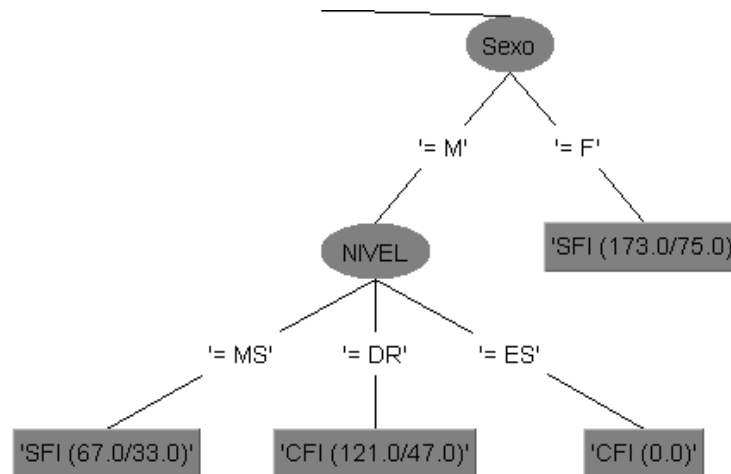 Sexo
'= M'
'= F'
NIVEL
'SFI (173.0/75.0)
'= MS'
'= DR'
'= ES'
'SFI (67.0/33.0)'
'CFI (121.0/47.0)'
'CFI (0.0)'